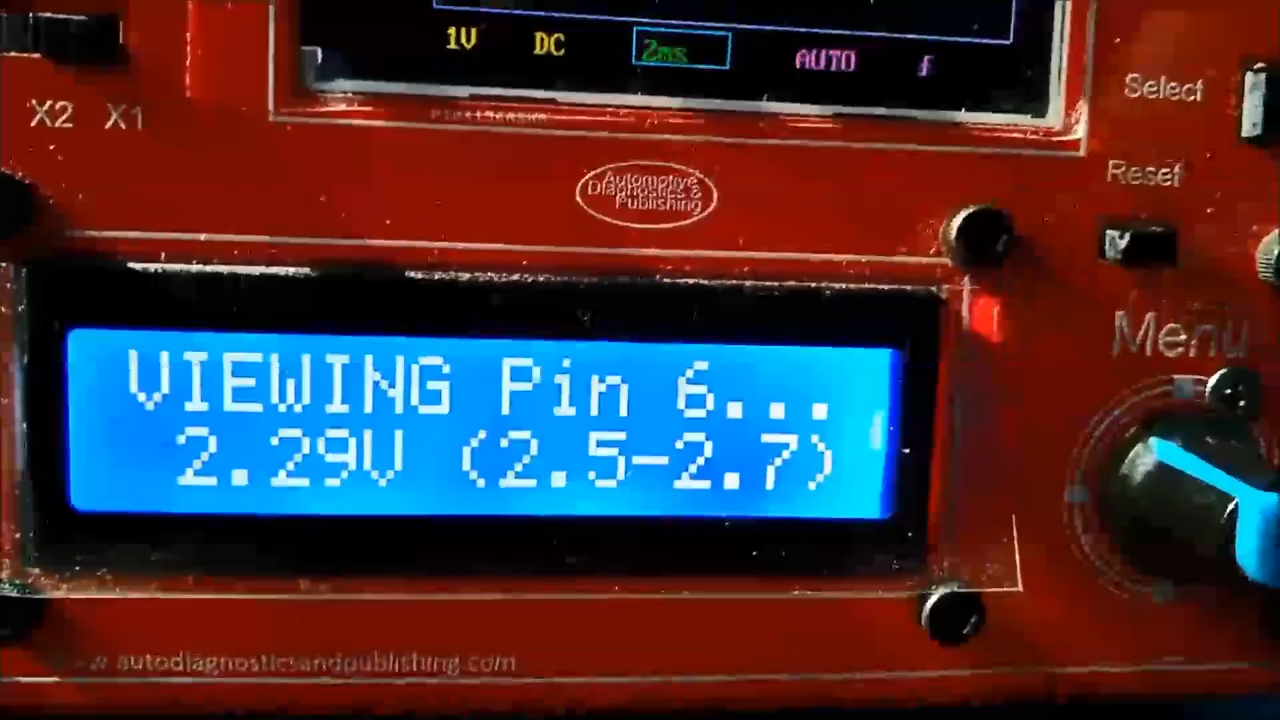 1V DC 2ms AUTO
Select
X2 X1
Reset
Automotive
Diagnostics &
Publishing
Menu
VIEWING Pin 6...
2.29V (2.5-2.7)
autodiagnosticsandpublishing.com